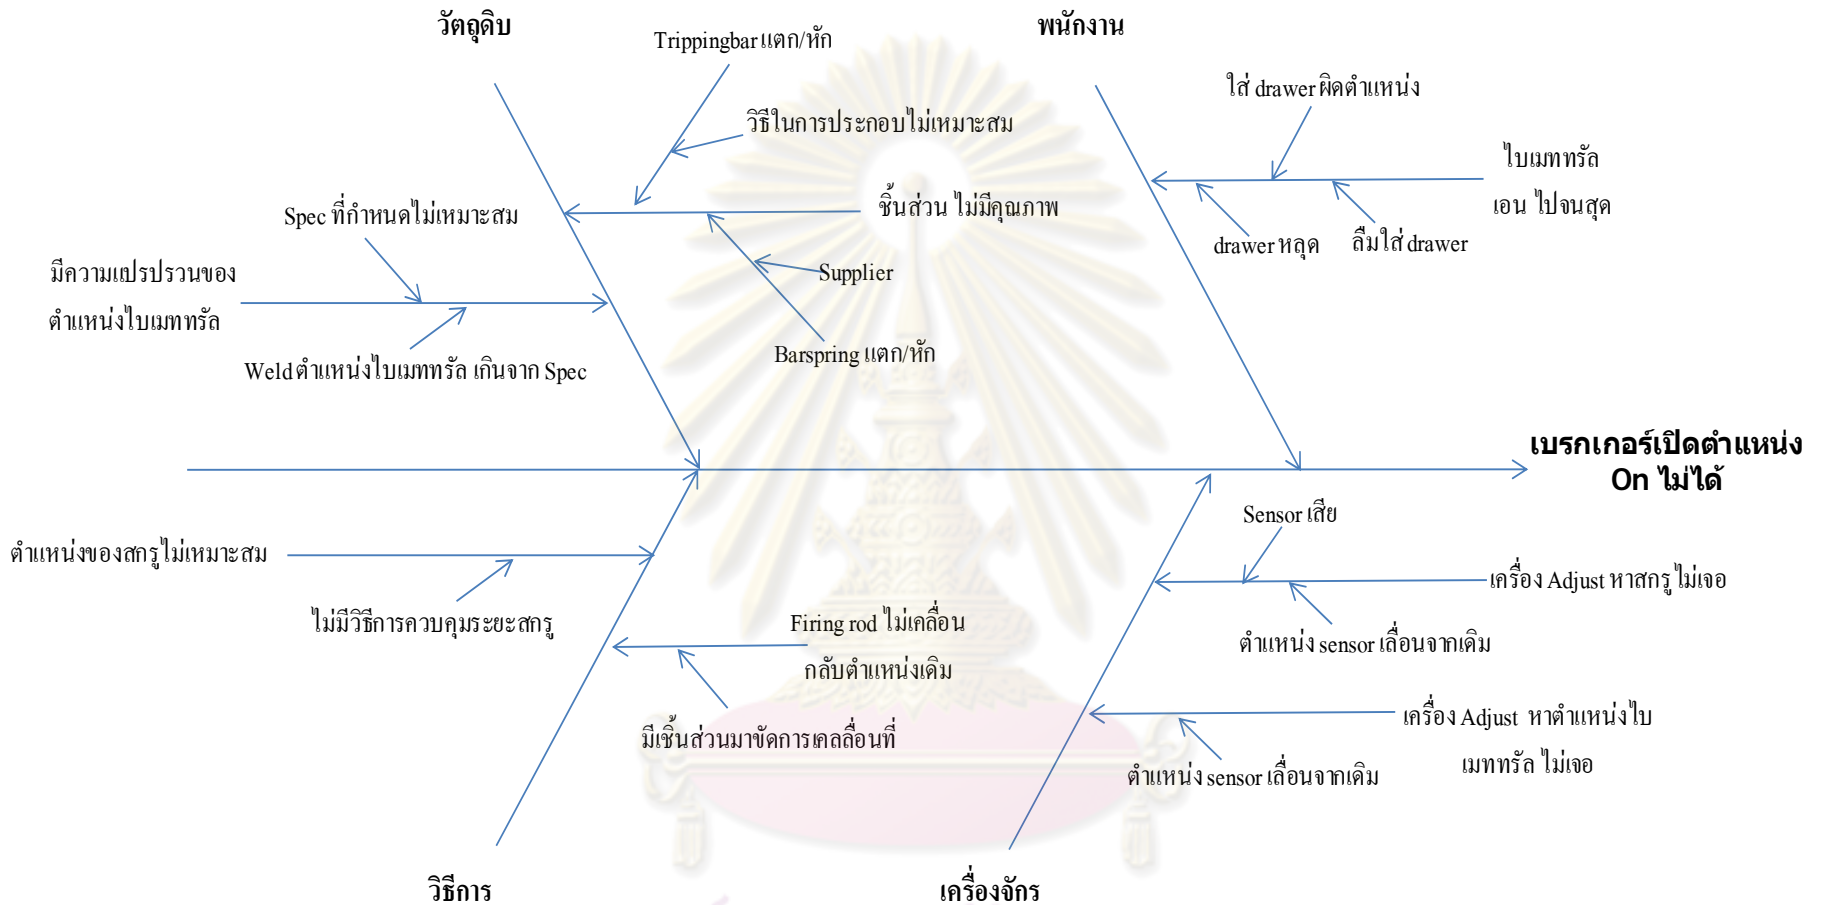 วัตถุดิบ
พนักงาน
Trippingbar แตก/หัก
วิธีในการประกอบไม่เหมาะสม
ใส่ drawer ผิดตำแหน่ง
ไบเมททรัล
เอน ไปจนสุด
Spec ที่กำหนดไม่เหมาะสม
ชิ้นส่วน ไม่มีคุณภาพ
drawer หลุด
ลืมใส่ drawer
มีความแปรปรวนของ
ตำแหน่งไบเมททรัล
Supplier
Weld ตำแหน่งไบเมททรัล เกินจาก Spec
Barspring แตก/หัก
เบรกเกอร์เปิดตำแหน่ง
On ไม่ได้
ตำแหน่งของสกรูไม่เหมาะสม
Sensor เสีย
เครื่อง Adjust หาสกรู ไม่เจอ
ไม่มีวิธีการควบคุมระยะสกรู
Firing rod ไม่เคลื่อน
กลับตำแหน่งเดิม
ตำแหน่ง sensor เลื่อนจากเดิม
มีเชิ้นส่วนมาขัดการเคลลื่อนที่
เครื่อง Adjust หาตำแหน่งไบ
เมททรัล ไม่เจอ
ตำแหน่ง sensor เลื่อนจากเดิม
วิธีการ
เครื่องจักร